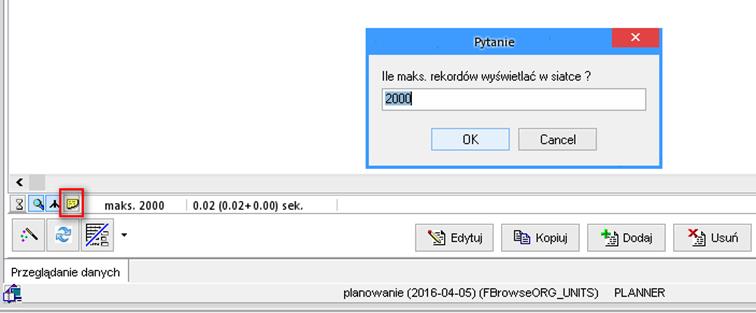 Pytanie
Ile maks. rekordów wyświetlać w siatce ?
2000
OK Cancel
maks. 2000 0.02 (0.02+0.00) sek.
Edytuj Kopiuj Dodaj Usuń
Przeglądanie danych
planowanie (2016-04-05) (FBrowseORG_UNITS) PLANNER